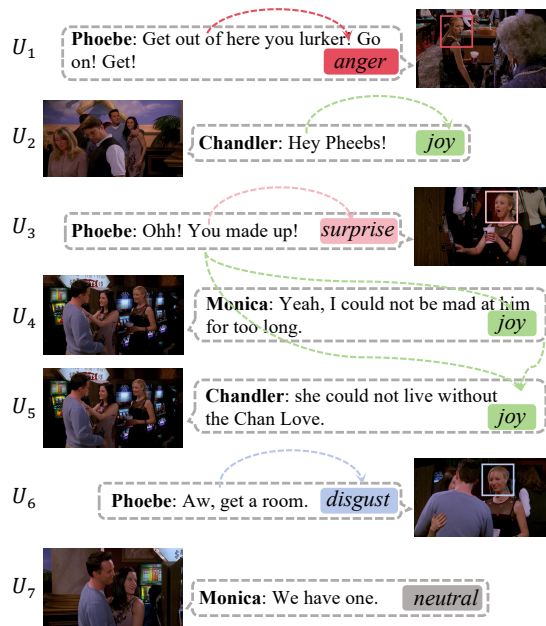 U1
Phoebe: Get out of here you lurker! Go
on! Get!
anger
U2
Chandler: Hey Pheebs!
joy
U3
Phoebe: Ohh! You made up!
surprise
U4
Monica: Yeah, I could not be mad at him
for too long.
joy
U5
Chandler: she could not live without
the Chan Love.
joy
U6
Phoebe: Aw, get a room.
disgust
U7
Monica: We have one.
neutral